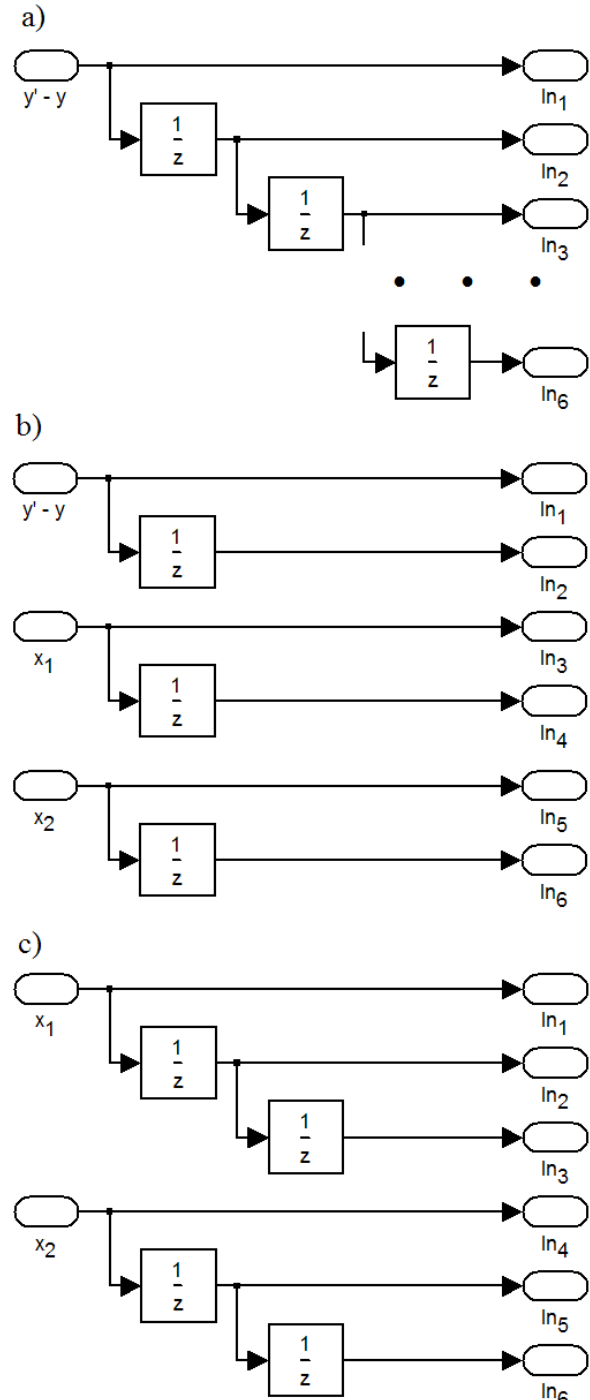 a)
y' - y
In₁
1
z
In₂
1
z
In₃
1
z
In₆
b)
y' - y
In₁
1
z
In₂
x₁
In₃
1
z
In₄
x₂
In₅
1
z
In₆
c)
x₁
In₁
1
z
In₂
1
z
In₃
x₂
In₄
1
z
In₅
1
z
In₆